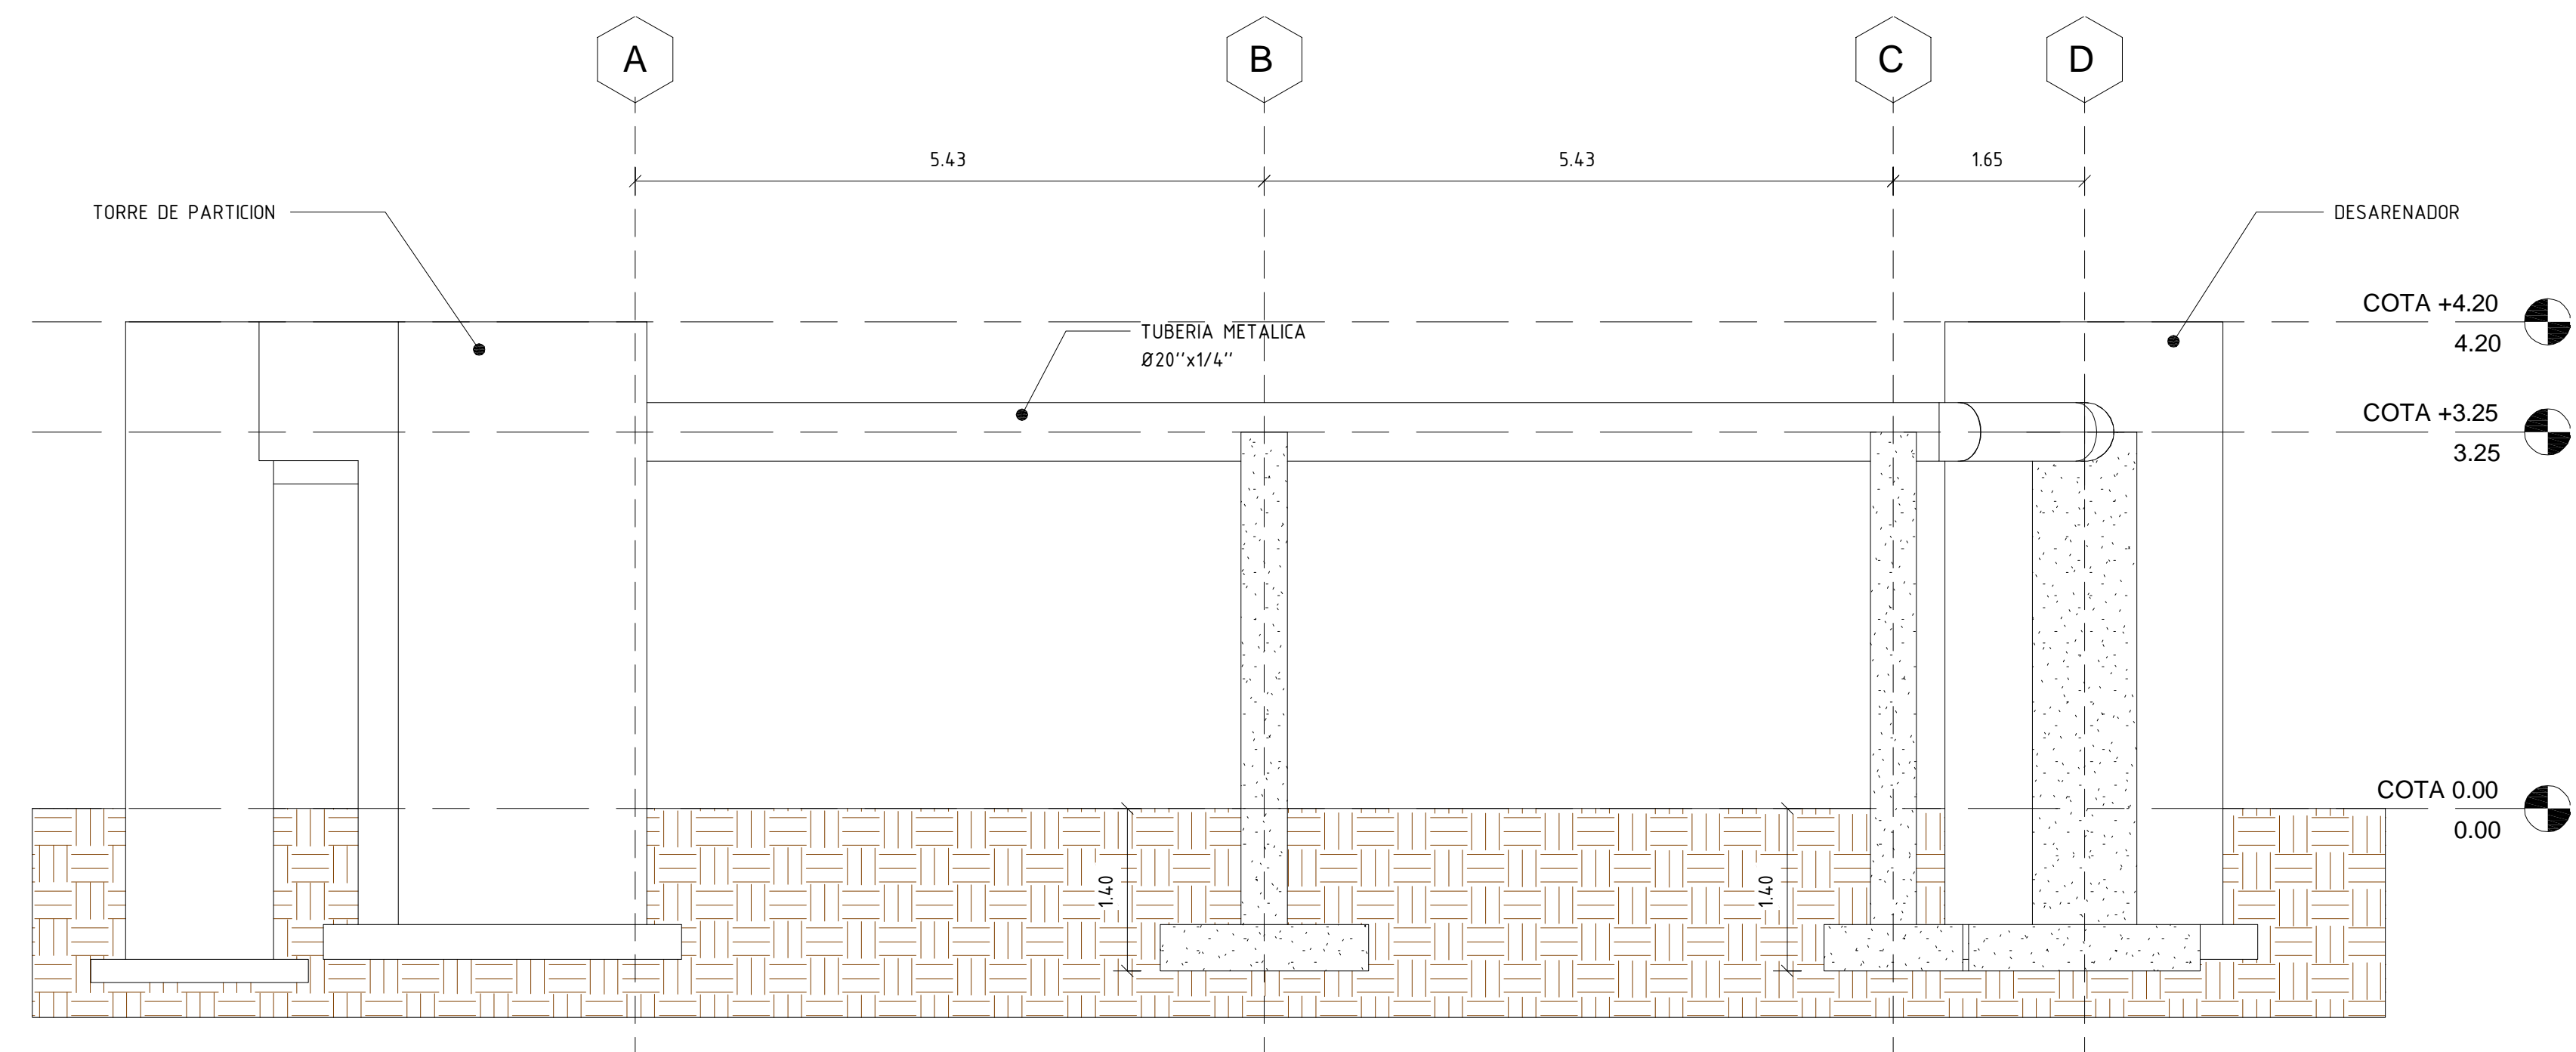 A
B
C
D
5.43
5.43
1.65
TORRE DE PARTICION
DESARENADOR
COTA +4.20
4.20
TUBERIA METALICA
Ø20''x1/4''
COTA +3.25
3.25
COTA 0.00
0.00
1.40
1.40